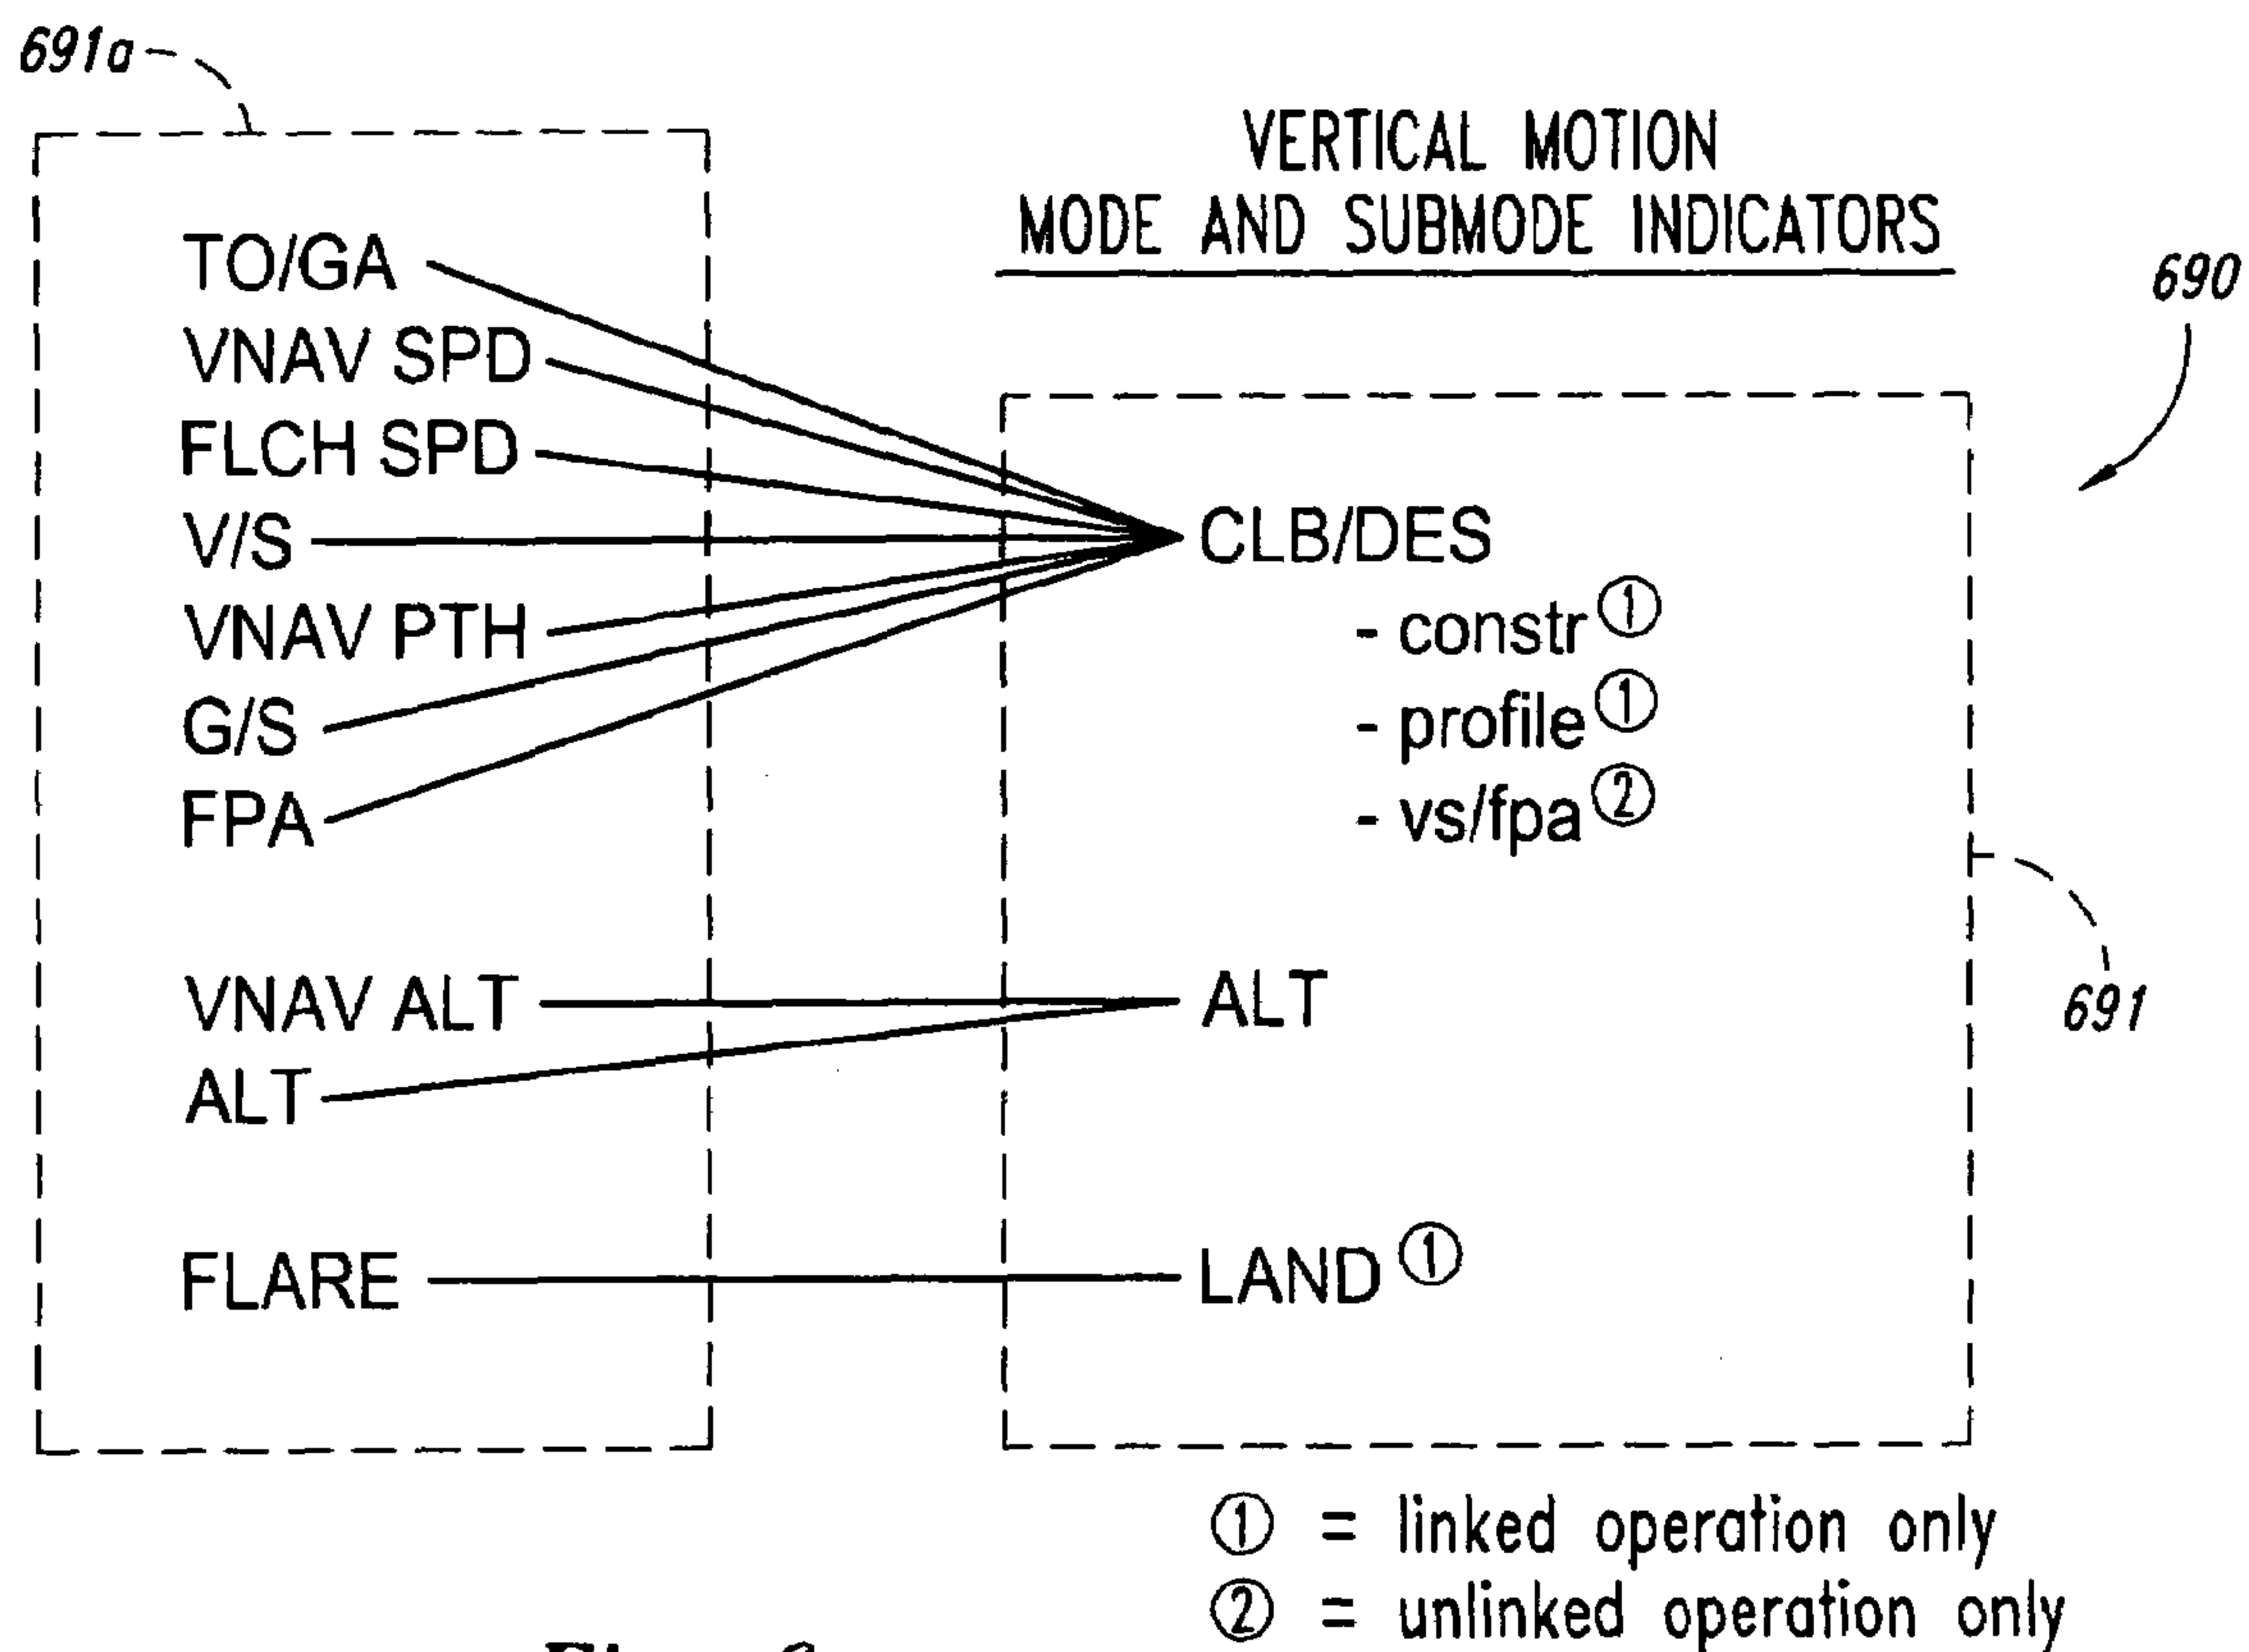 691a
VERTICAL MOTION
MODE AND SUBMODE INDICATORS
690
TO/GA
VNAV SPD
FLCH SPD
V/S
VNAV PTH
G/S
FPA
VNAV ALT
ALT
FLARE
CLB/DES
- constr ①
- profile ①
- vs/fpa ②
ALT
LAND ①
691
① = linked operation only
② = unlinked operation only